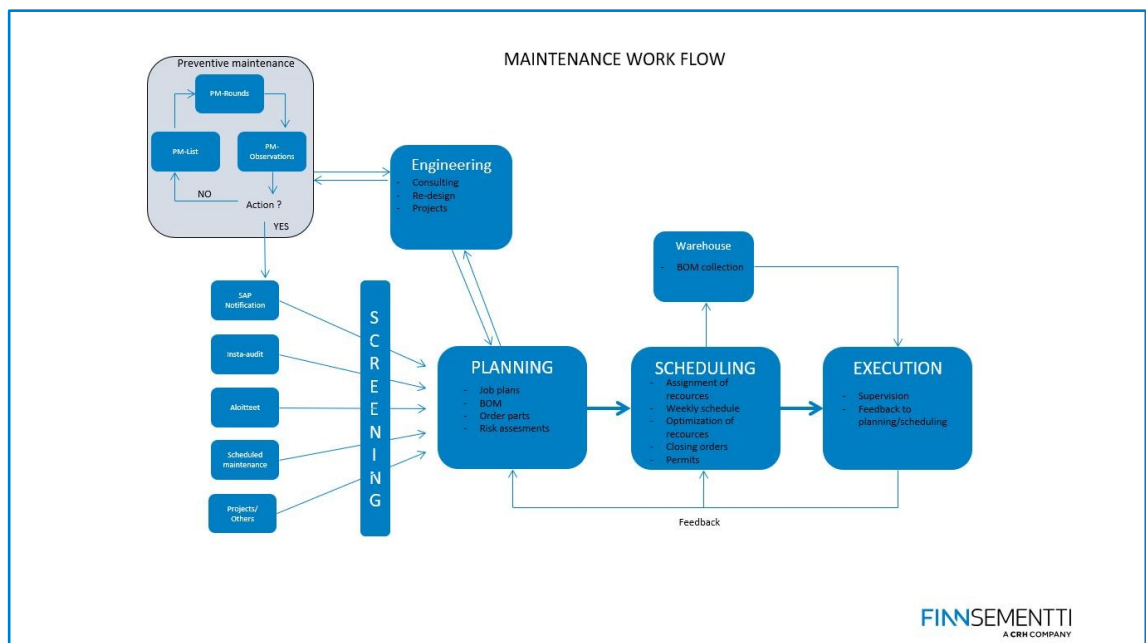 MAINTENANCE WORK FLOW
Preventive maintenance
PM-Rounds
PM-List
PM-
Observations
NO
Action ?
YES
Engineering
- Consulting
- Re-design
- Projects
Warehouse
- BOM collection
SAP
Notification
Insta-audit
Aloitteet
Scheduled
maintenance
Projects/
Others
S
C
R
E
E
N
I
N
G
PLANNING
- Job plans
- BOM
- Order parts
- Risk assesments
SCHEDULING
- Assignment of
recources
- Weekly schedule
- Optimization of
recources
- Closing orders
- Permits
EXECUTION
- Supervision
- Feedback to
planning/scheduling
Feedback
FINNSEMENTTI
A CRH COMPANY